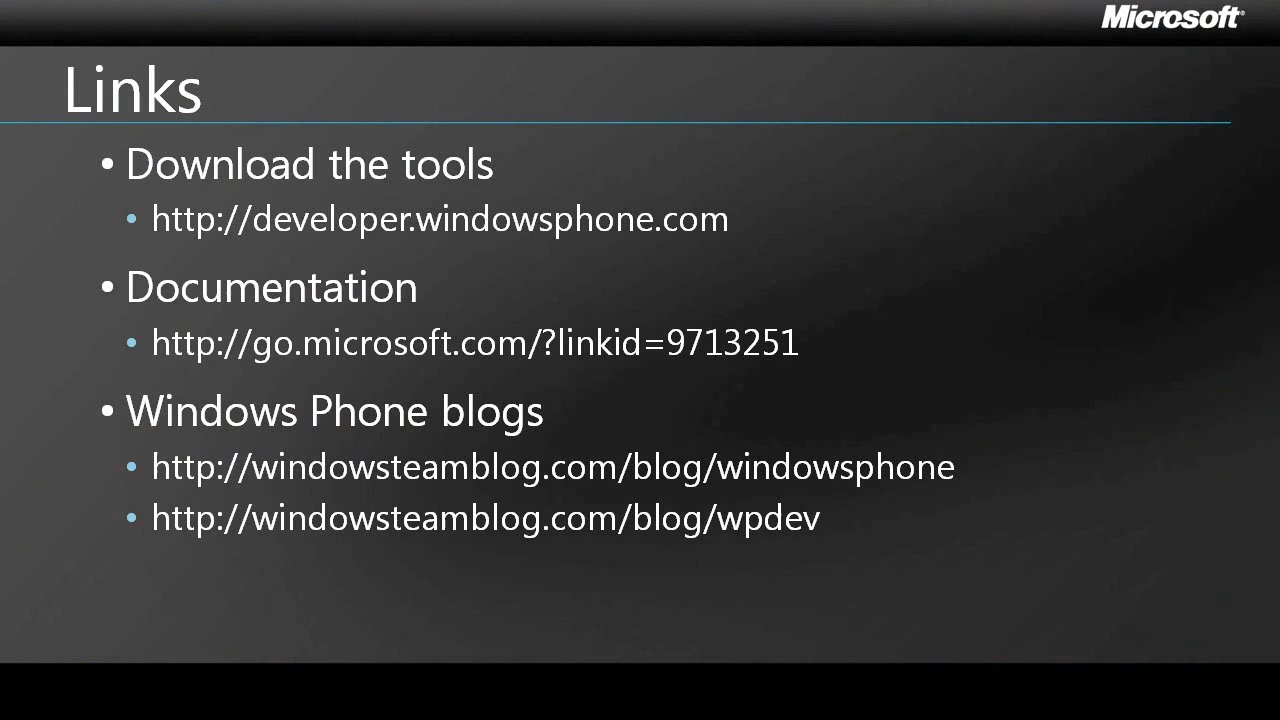 Microsoft®
Links
• Download the tools
• http://developer.windowsphone.com
• Documentation
• http://go.microsoft.com/?linkid=9713251
• Windows Phone blogs
• http://windowsteamblog.com/blog/windowsphone
• http://windowsteamblog.com/blog/wpdev